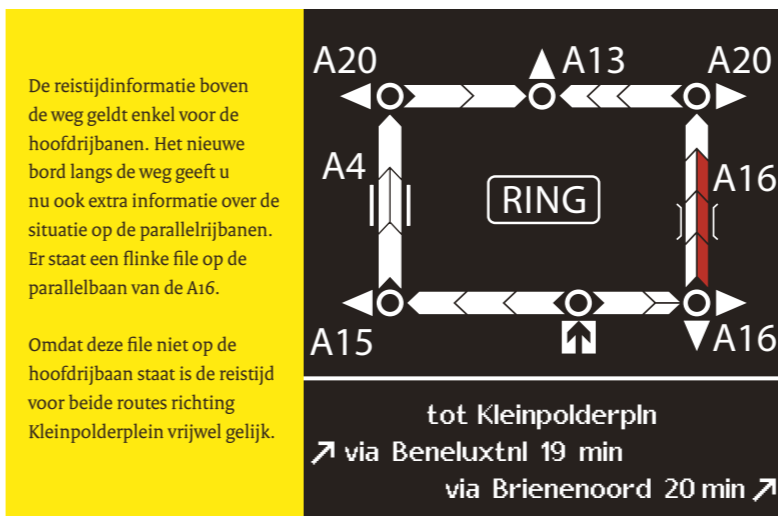 De reistijdinformatie boven
de weg geldt enkel voor de
hoofdrijbanen. Het nieuwe
bord langs de weg geeft u
nu ook extra informatie over de
situatie op de parallelrijbanen.
Er staat een flinke file op de
parallelbaan van de A16.
Omdat deze file niet op de
hoofdrijbaan staat is de reistijd
voor beide routes richting
Kleinpolderplein vrijwel gelijk.
A20
A13
A20
A4
RING
A16
A15
A16
tot Kleinpolderpln
via Beneluxtnl 19 min
via Brienenoord 20 min